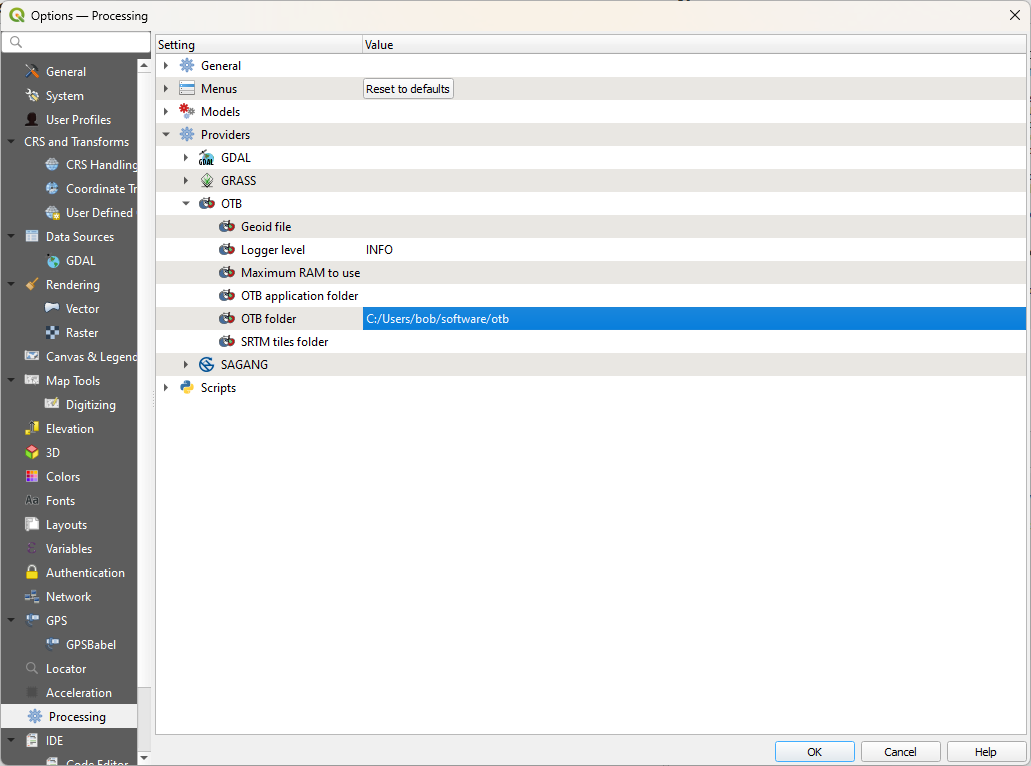 Options — Processing
General
System
User Profiles
CRS and Transforms
CRS Handling
Coordinate Tr
User Defined
Data Sources
GDAL
Rendering
Vector
Raster
Canvas & Legend
Map Tools
Digitizing
Elevation
3D
Colors
Fonts
Layouts
Variables
Authentication
Network
GPS
GPSBabel
Locator
Acceleration
Processing
IDE
Code Editor
Setting Value
General
Menus Reset to defaults
Models
Providers
GDAL
GRASS
OTB
Geoid file
Logger level INFO
Maximum RAM to use
OTB application folder
OTB folder C:/Users/bob/software/otb
SRTM tiles folder
SAGANG
Scripts
OK Cancel Help